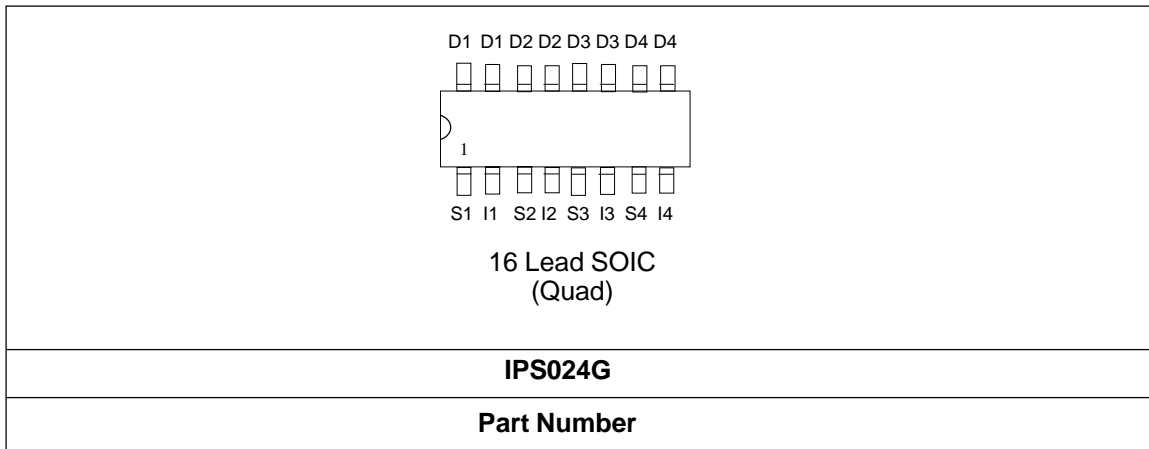 D1 D1 D2 D2 D3 D3 D4 D4
1
S1 I1 S2 I2 S3 I3 S4 I4
16 Lead SOIC
(Quad)
IPS024G
Part Number